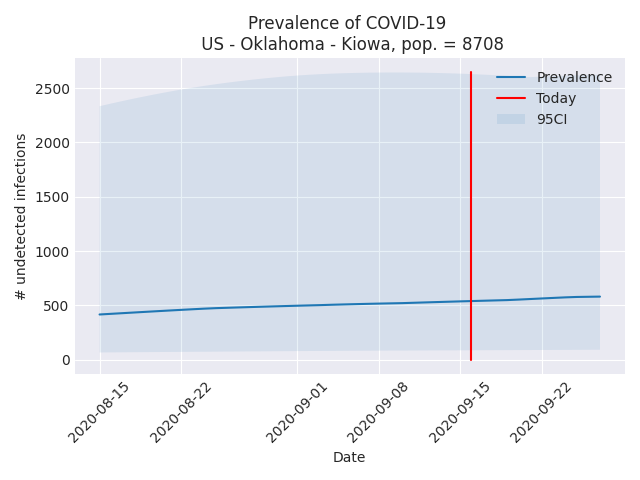 Prevalence of COVID-19
US - Oklahoma - Kiowa, pop. = 8708
Prevalence
Today
95CI
# undetected infections
2500
2000
1500
1000
500
0
2020-08-15
2020-08-22
2020-09-01
2020-09-08
2020-09-15
2020-09-22
Date